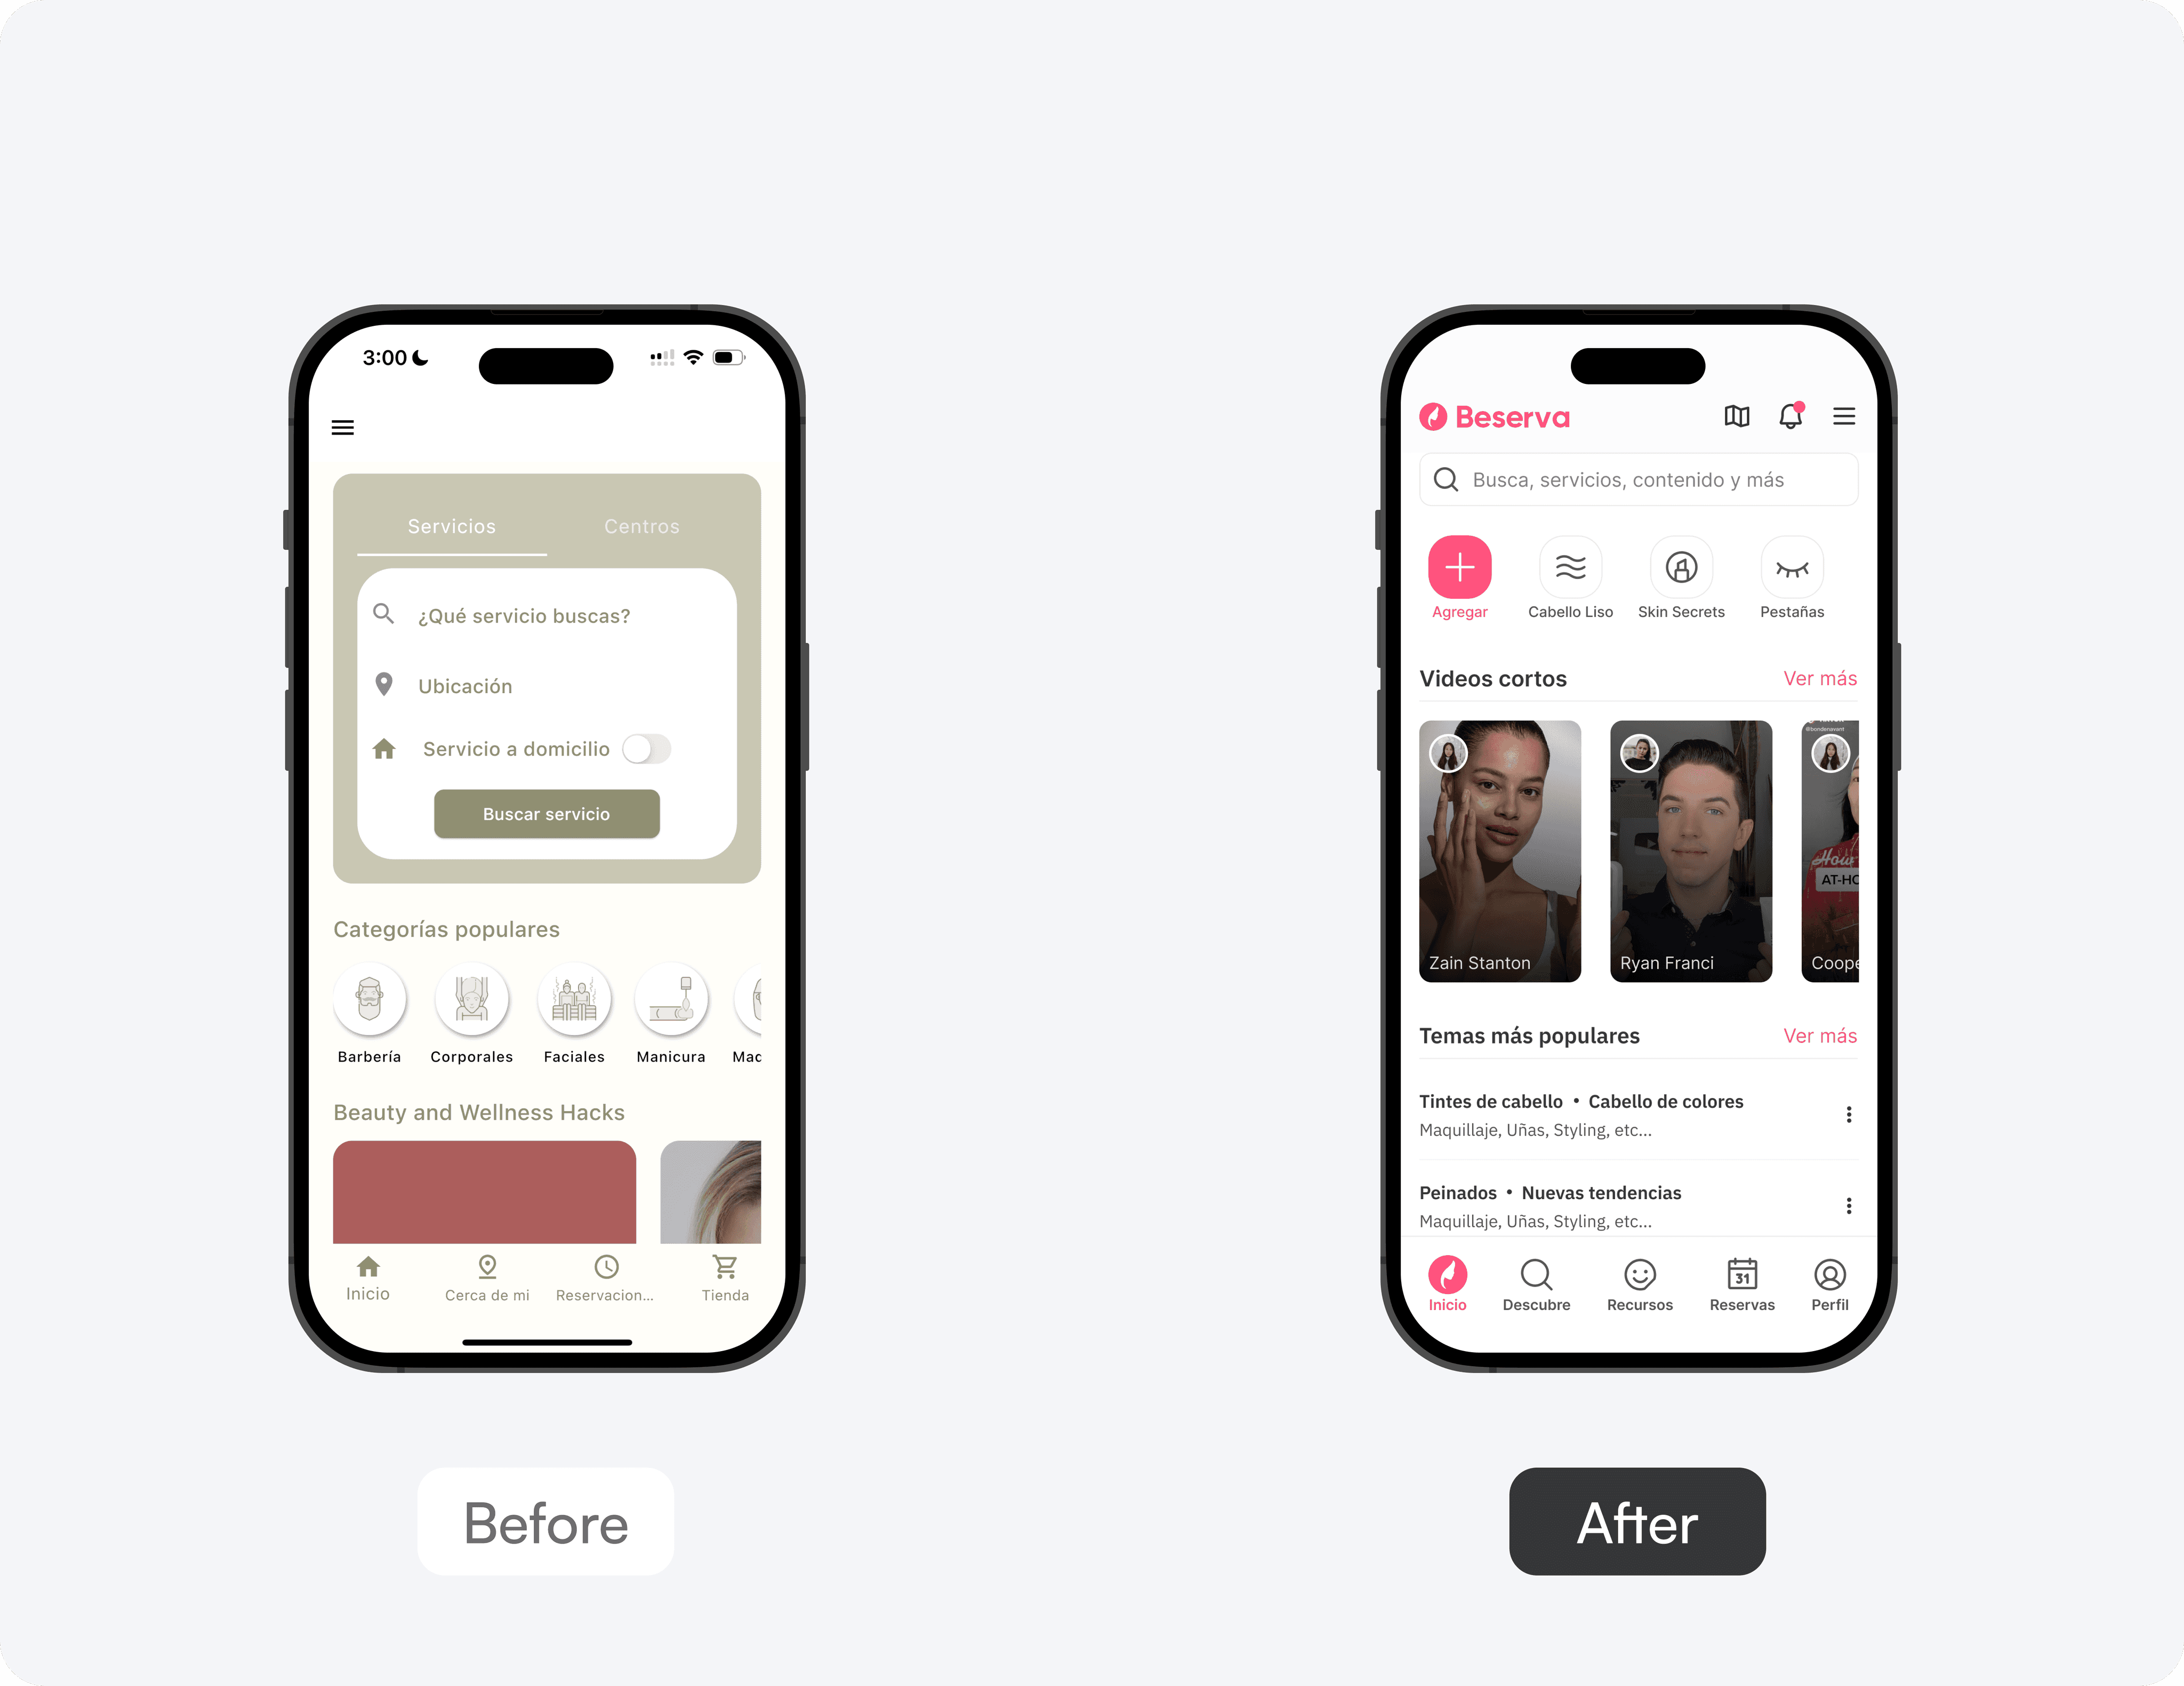 3:00
Servicios Centros
¿Qué servicio buscas?
Ubicación
Servicio a domicilio
Buscar servicio
Categorías populares
Barbería Corporales Faciales Manicura Mac
Beauty and Wellness Hacks
Inicio Cerca de mi Reservacion... Tienda
Before
Beserva
Busca, servicios, contenido y más
Agregar Cabello Liso Skin Secrets Pestañas
Videos cortos Ver más
@bondenavant
How
AT-HO
Zain Stanton Ryan Franci Coope
Temas más populares Ver más
Tintes de cabello • Cabello de colores
Maquillaje, Uñas, Styling, etc...
Peinados • Nuevas tendencias
Maquillaje, Uñas, Styling, etc...
31
Inicio Descubre Recursos Reservas Perfil
After